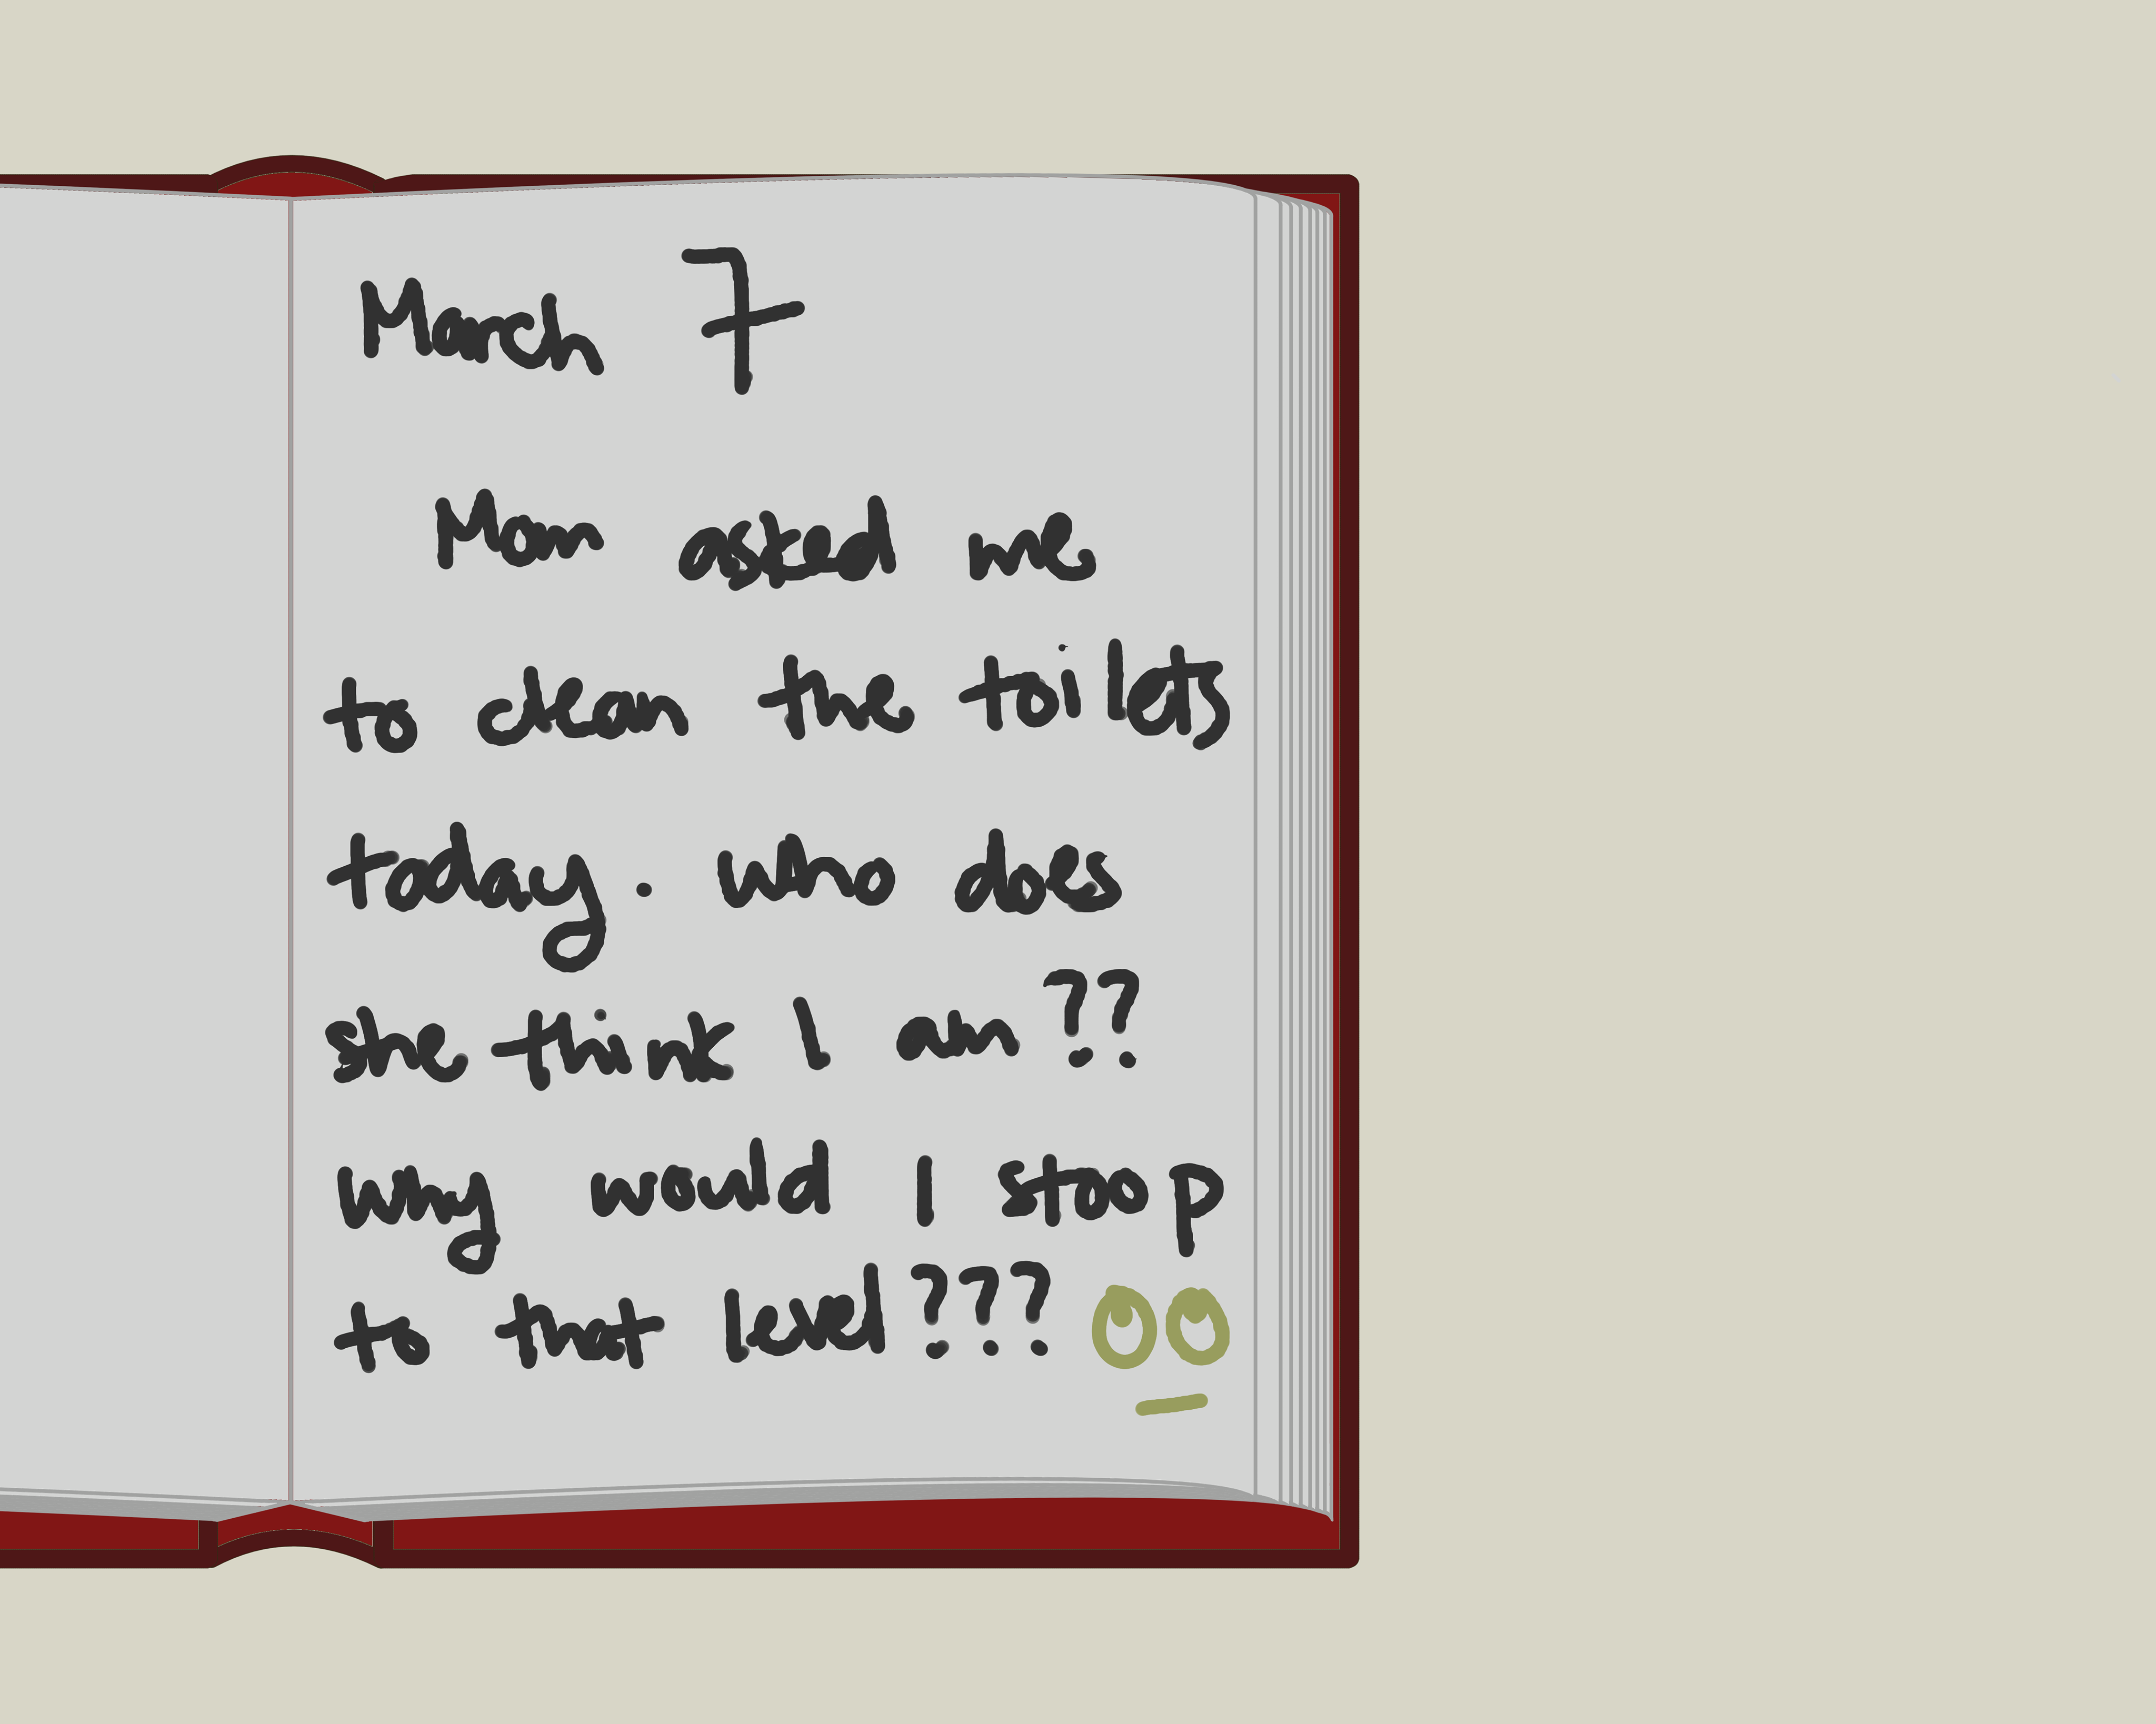 March 7
Mom asked me
to clean the toilets
today. Who does
she think I am??
Why would I stoop
to that level???